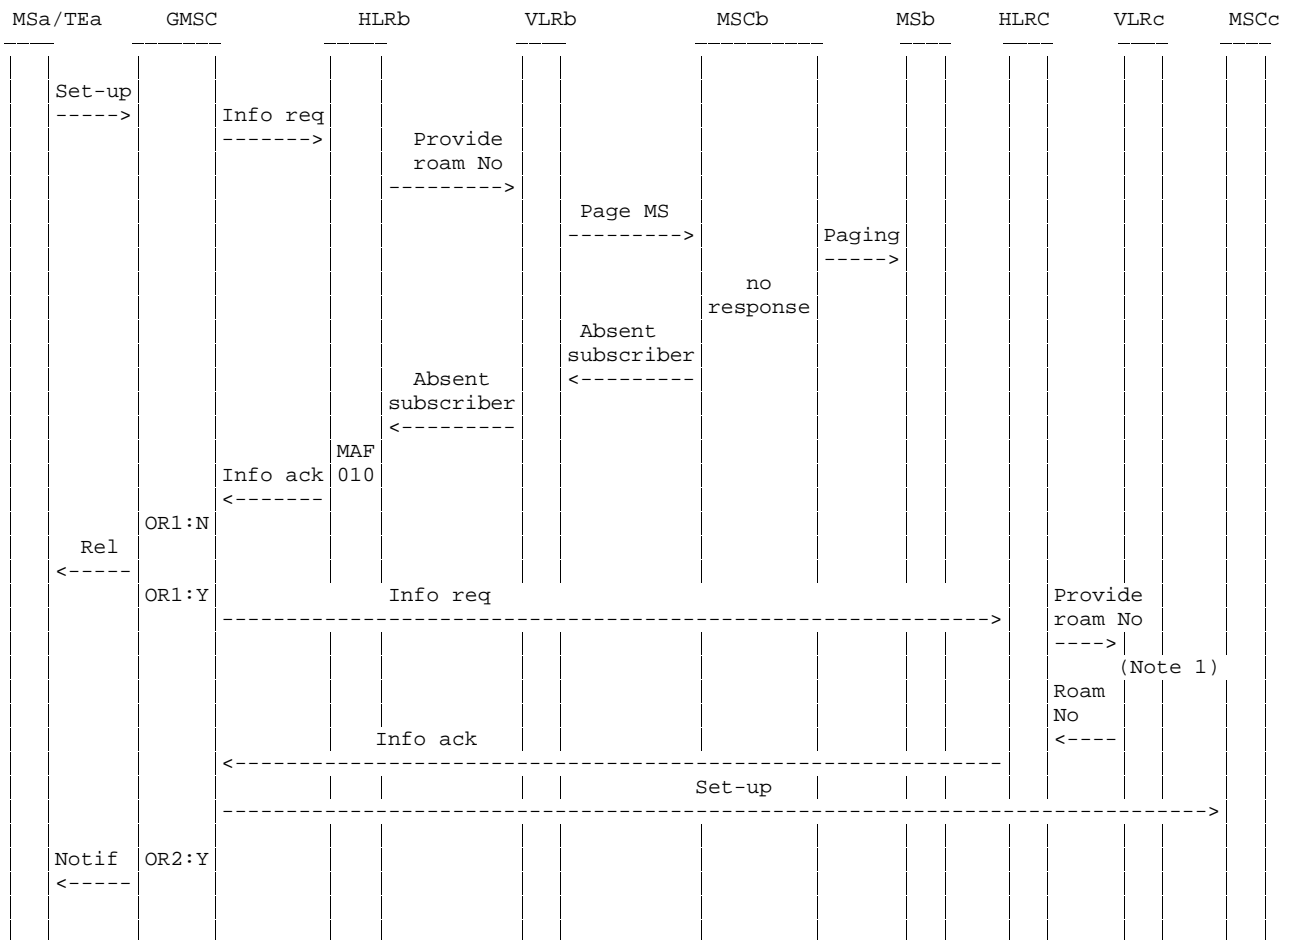 MSa/TEa GMSC HLRb VLRb MSCb MSb HLRC VLRc MSCc
Set-up
----->
Info req
------->
Provide
roam No
--------->
Page MS
--------->
Paging
----->
no
response
Absent
subscriber
<---------
Absent
subscriber
<---------
MAF
Info ack 010
<-------
OR1:N
Rel
<-----
OR1:Y Info req Provide
------------------------------------------------------------> roam No
---->
(Note 1)
Roam
No
Info ack <----
<------------------------------------------------------------
Set-up
----------------------------------------------------------------------------->
Notif OR2:Y
<-----